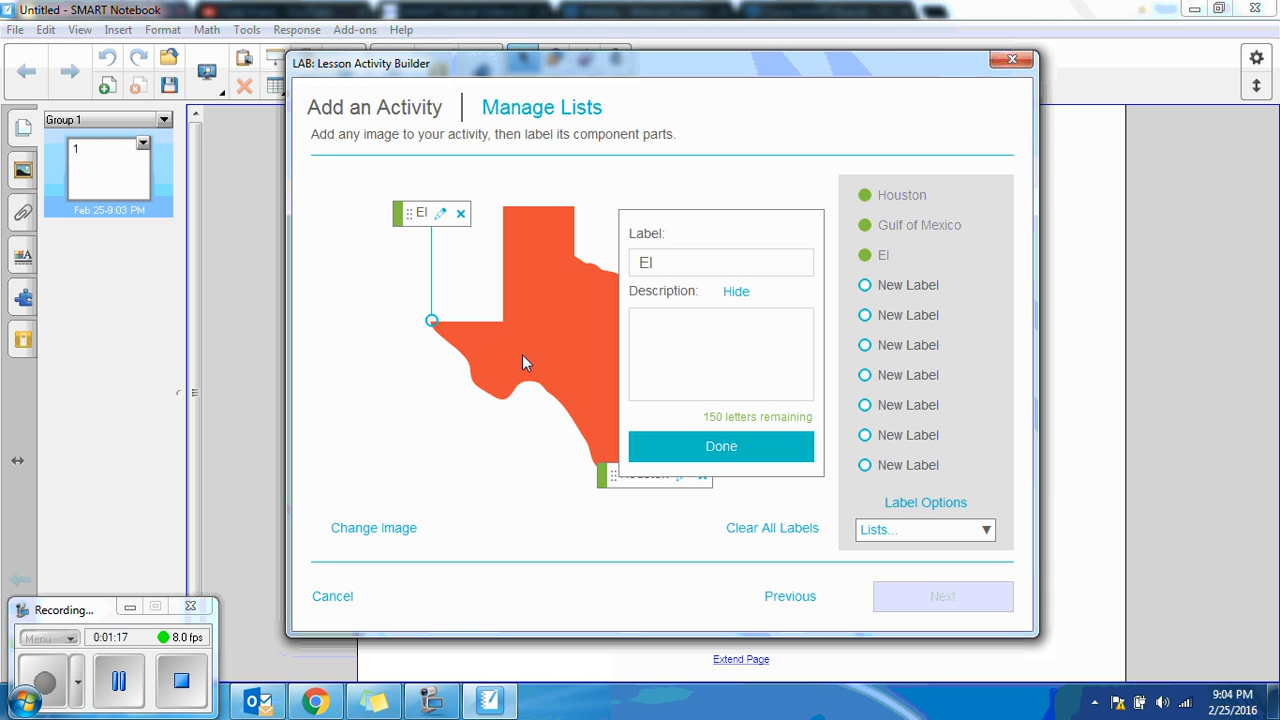 Untitled - SMART Notebook
File Edit View Insert Format Math Tools Response Add-ons Help
LAB: Lesson Activity Builder
Add an Activity | Manage Lists
Add any image to your activity, then label its component parts.
Group 1
1
Feb 25-9:03 PM
El
Label:
El
Description: Hide
150 letters remaining
Done
Houston
Gulf of Mexico
El
New Label
New Label
New Label
New Label
New Label
New Label
New Label
Label Options
Lists...
Change Image
Clear All Labels
Cancel
Previous
Next
Recording...
Menu
0:01:17
8.0 fps
Extend Page
9:04 PM
2/25/2016